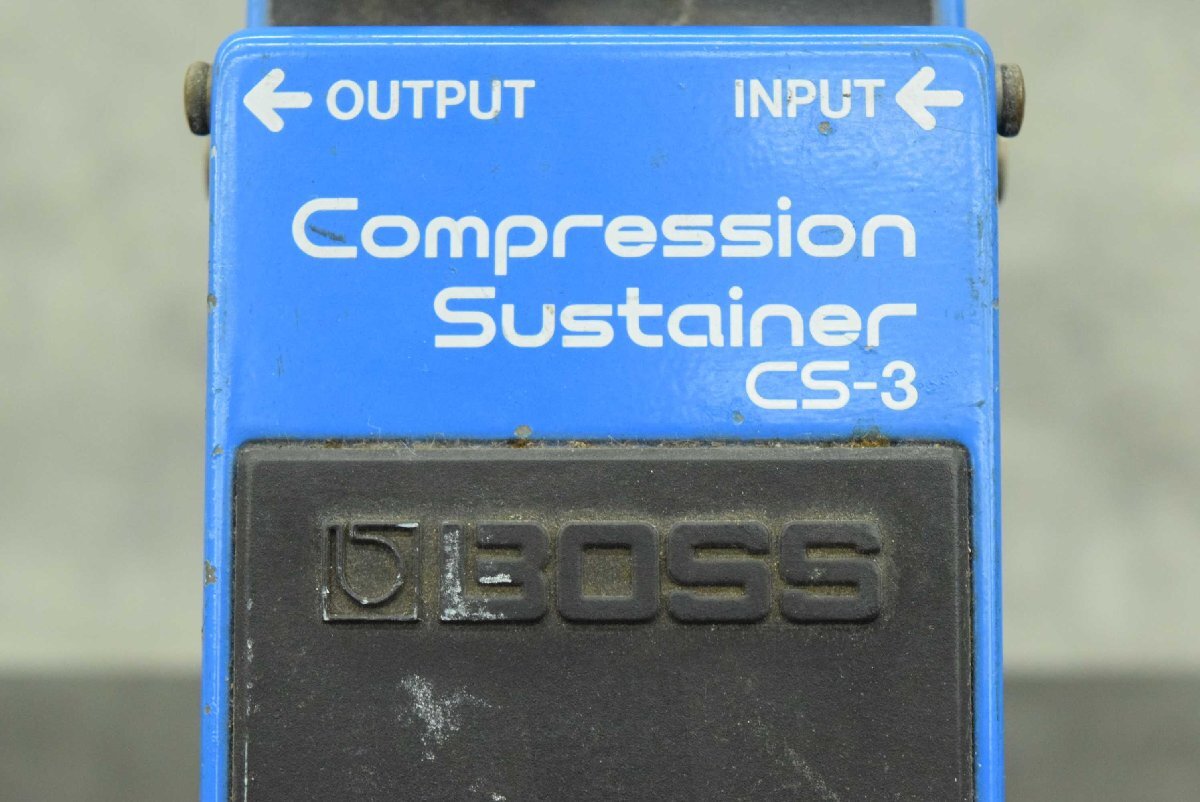 OUTPUT INPUT
Compression
Sustainer
CS-3
BOSS